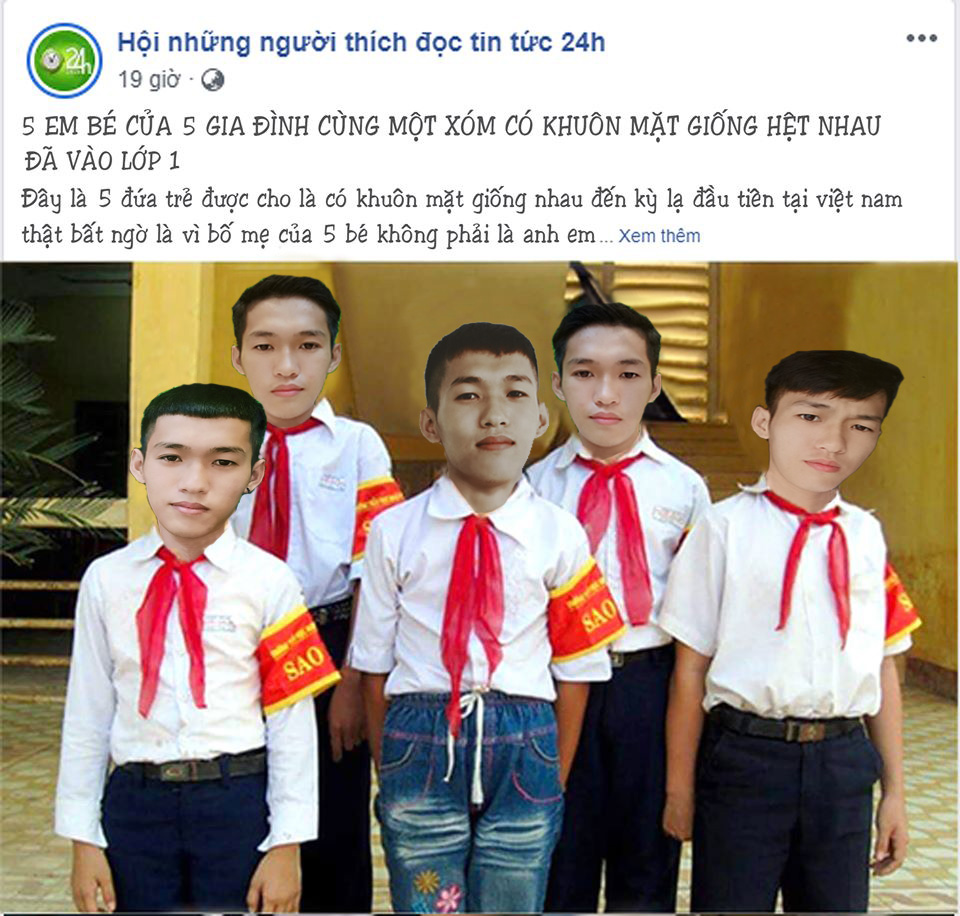 24h
Hội những người thích đọc tin tức 24h
19 giờ ·
5 EM BÉ CỦA 5 GIA ĐÌNH CÙNG MỘT XÓM CÓ KHUÔN MẶT GIỐNG HỆT NHAU
ĐÃ VÀO LỚP 1
Đây là 5 đứa trẻ được cho là có khuôn mặt giống nhau đến kỳ lạ đầu tiên tại việt nam
thật bất ngờ là vì bố mẹ của 5 bé không phải là anh em... Xem thêm
SAO
SAO
SAO